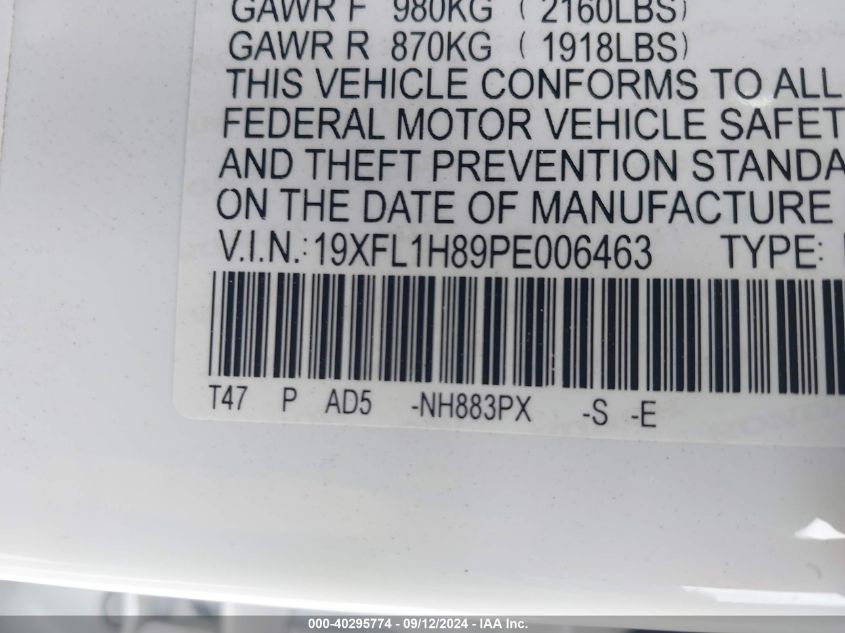 GAWR F 980KG ( 2160LBS)
GAWR R 870KG ( 1918LBS)
THIS VEHICLE CONFORMS TO ALL
FEDERAL MOTOR VEHICLE SAFET
AND THEFT PREVENTION STANDA
ON THE DATE OF MANUFACTURE
V.I.N.: 19XFL1H89PE006463 TYPE:
T47 P AD5 -NH883PX -S -E
000-40295774 - 09/12/2024 - IAA Inc.